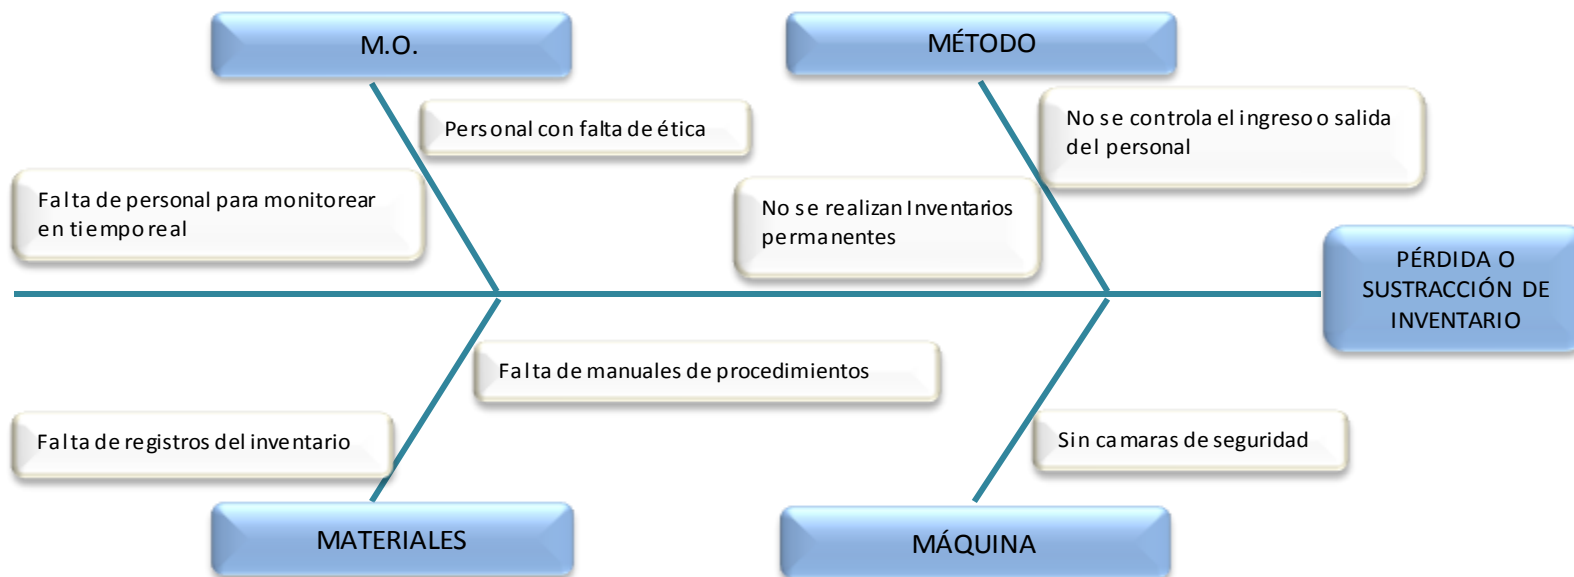 M.O.
MÉTODO
Personal con falta de ética
No se controla el ingreso o salida
del personal
Falta de personal para monitorear
en tiempo real
No se realizan Inventarios
permanentes
PÉRDIDA O
SUSTRACCIÓN DE
INVENTARIO
Falta de manuales de procedimientos
Falta de registros del inventario
Sin camaras de seguridad
MATERIALES
MÁQUINA